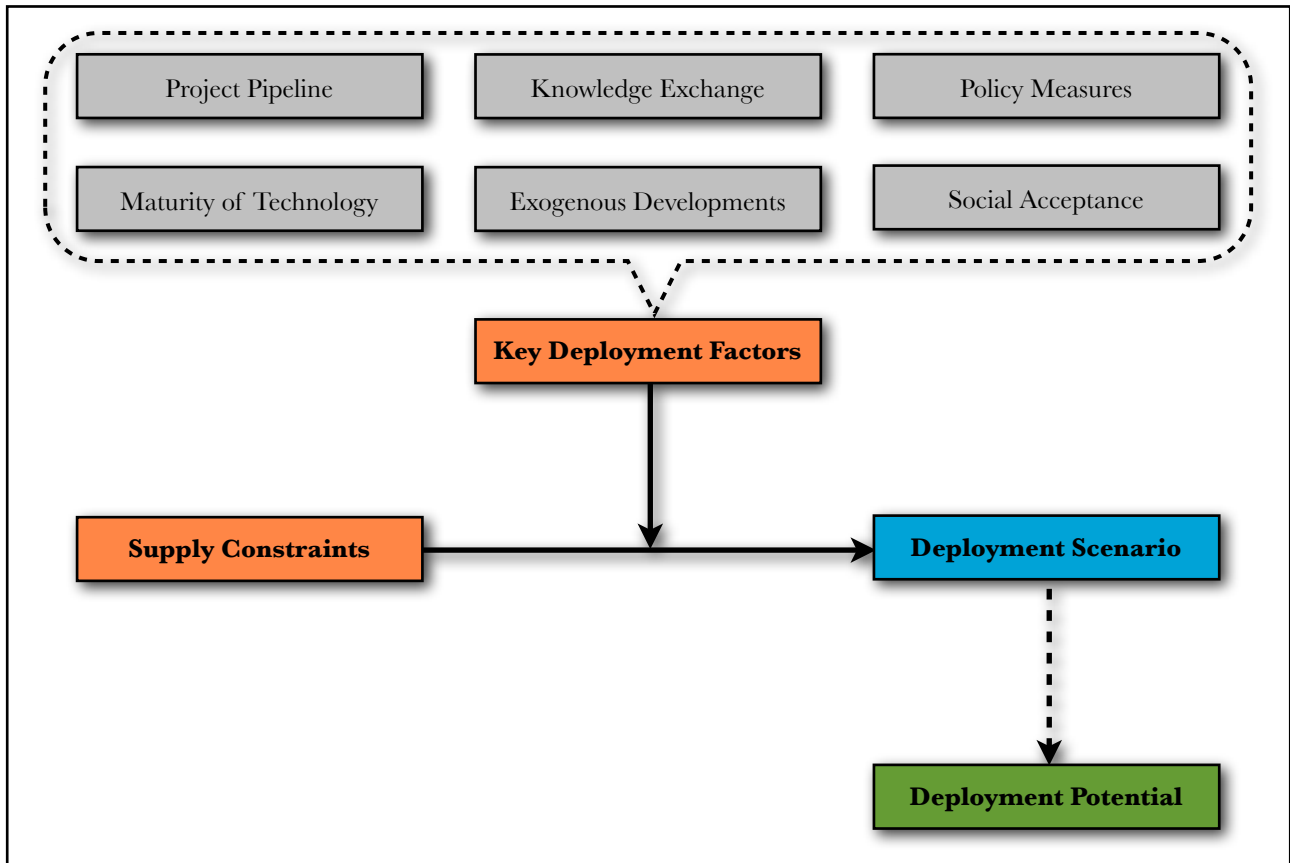 Project Pipeline
Knowledge Exchange
Policy Measures
Maturity of Technology
Exogenous Developments
Social Acceptance
Key Deployment Factors
Supply Constraints
Deployment Scenario
Deployment Potential